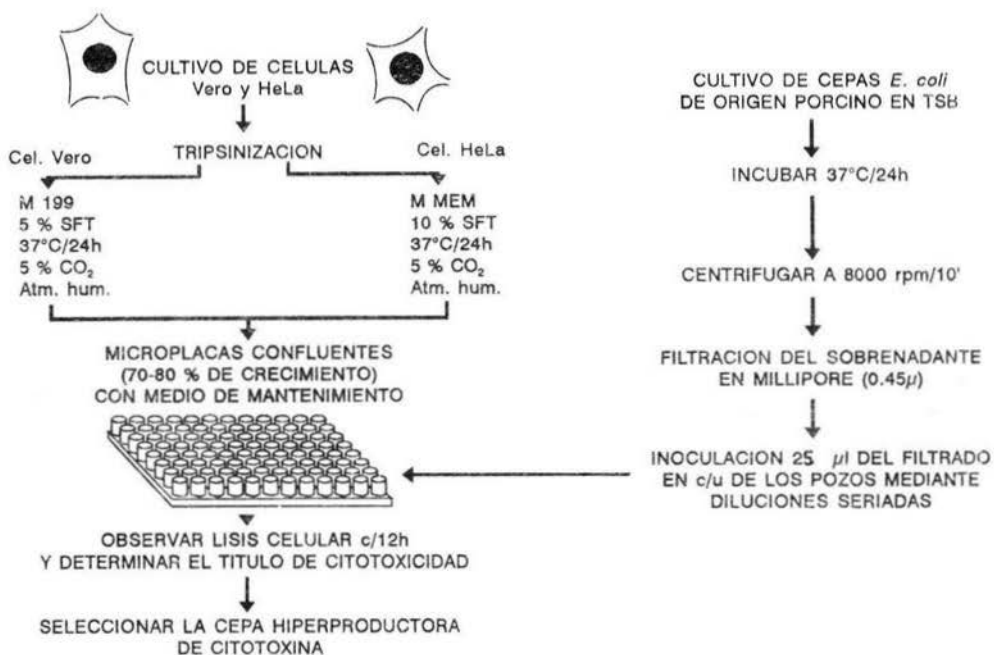 CULTIVO DE CELULAS
Vero y HeLa
Cel. Vero
TRIPSINIZACION
Cel. HeLa
M 199
5 % SFT
37°C/24h
5 % CO₂
Atm. hum.
M MEM
10 % SFT
37°C/24h
5 % CO₂
Atm. hum.
MICROPLACAS CONFLUENTES
(70-80 % DE CRECIMIENTO)
CON MEDIO DE MANTENIMIENTO
OBSERVAR LISIS CELULAR c/12h
Y DETERMINAR EL TITULO DE CITOTOXICIDAD
SELECCIONAR LA CEPA HIPERPRODUCTORA
DE CITOTOXINA
CULTIVO DE CEPAS E. coli
DE ORIGEN PORCINO EN TSB
INCUBAR 37°C/24h
CENTRIFUGAR A 8000 rpm/10'
FILTRACION DEL SOBRENADANTE
EN MILLIPORE (0.45µ)
INOCULACION 25 µl DEL FILTRADO
EN c/u DE LOS POZOS MEDIANTE
DILUCIONES SERIADAS